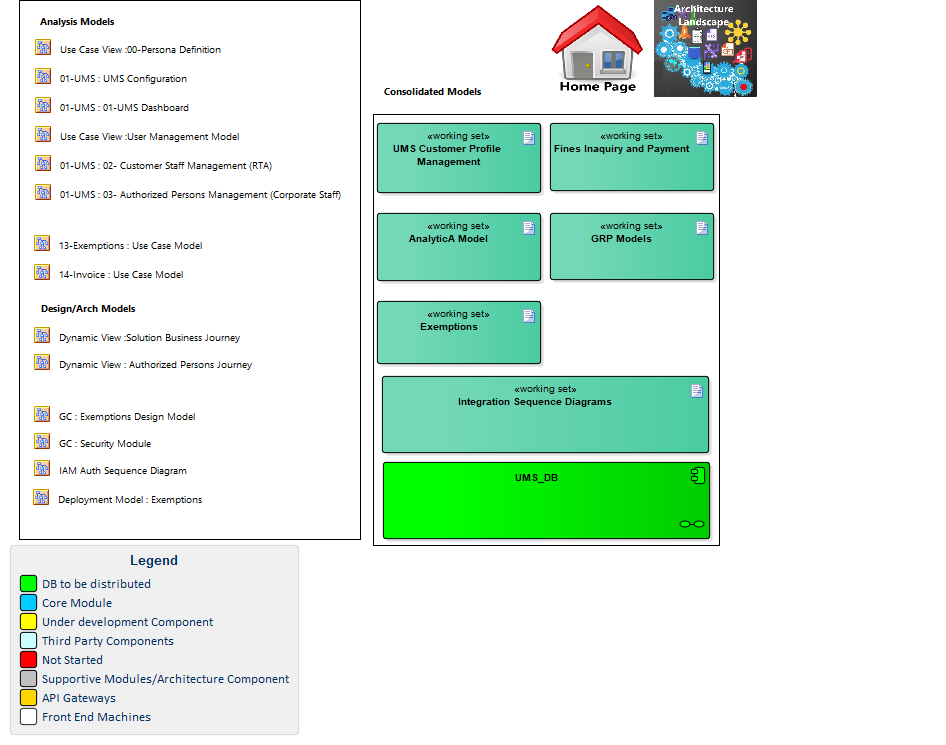 Analysis Models
Use Case View :00-Persona Definition
01-UMS : UMS Configuration
01-UMS : 01-UMS Dashboard
Use Case View :User Management Model
01-UMS : 02- Customer Staff Management (RTA)
01-UMS : 03- Authorized Persons Management (Corporate Staff)
13-Exemptions : Use Case Model
14-Invoice : Use Case Model
Design/Arch Models
Dynamic View :Solution Business Journey
Dynamic View : Authorized Persons Journey
GC : Exemptions Design Model
GC : Security Module
IAM Auth Sequence Diagram
Deployment Model : Exemptions
Home Page
Architecture
Landscape
Consolidated Models
«working set»
UMS Customer Profile
Management
«working set»
Fines Inaquiry and Payment
«working set»
AnalyticA Model
«working set»
GRP Models
«working set»
Exemptions
«working set»
Integration Sequence Diagrams
UMS_DB
Legend
DB to be distributed
Core Module
Under development Component
Third Party Components
Not Started
Supportive Modules/Architecture Component
API Gateways
Front End Machines